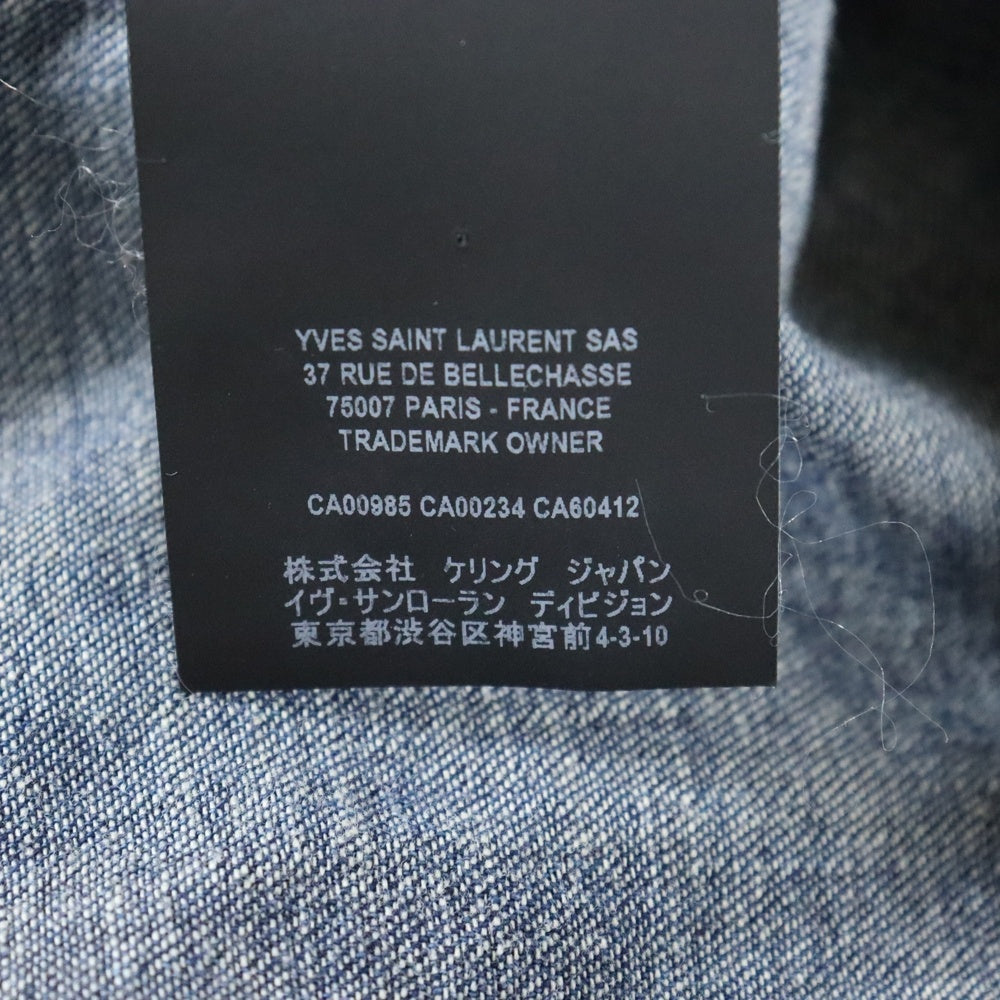 YVES SAINT LAURENT SAS
37 RUE DE BELLECHASSE
75007 PARIS - FRANCE
TRADEMARK OWNER
CA00985 CA00234 CA60412
株式会社 ケリング ジャパン
イヴ・サンローラン ディビジョン
東京都渋谷区神宮前4-3-10